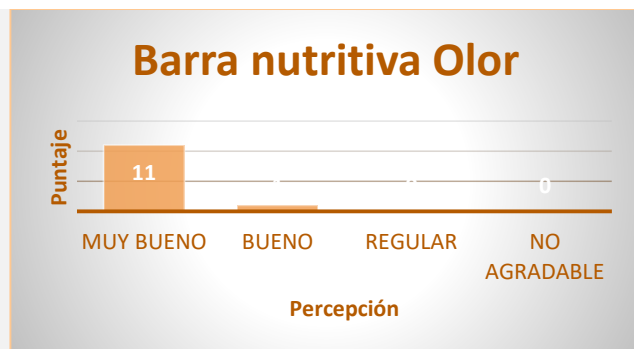 Barra nutritiva Olor
Puntaje
11
0
MUY BUENO
BUENO
REGULAR
NO
AGRADABLE
Percepción